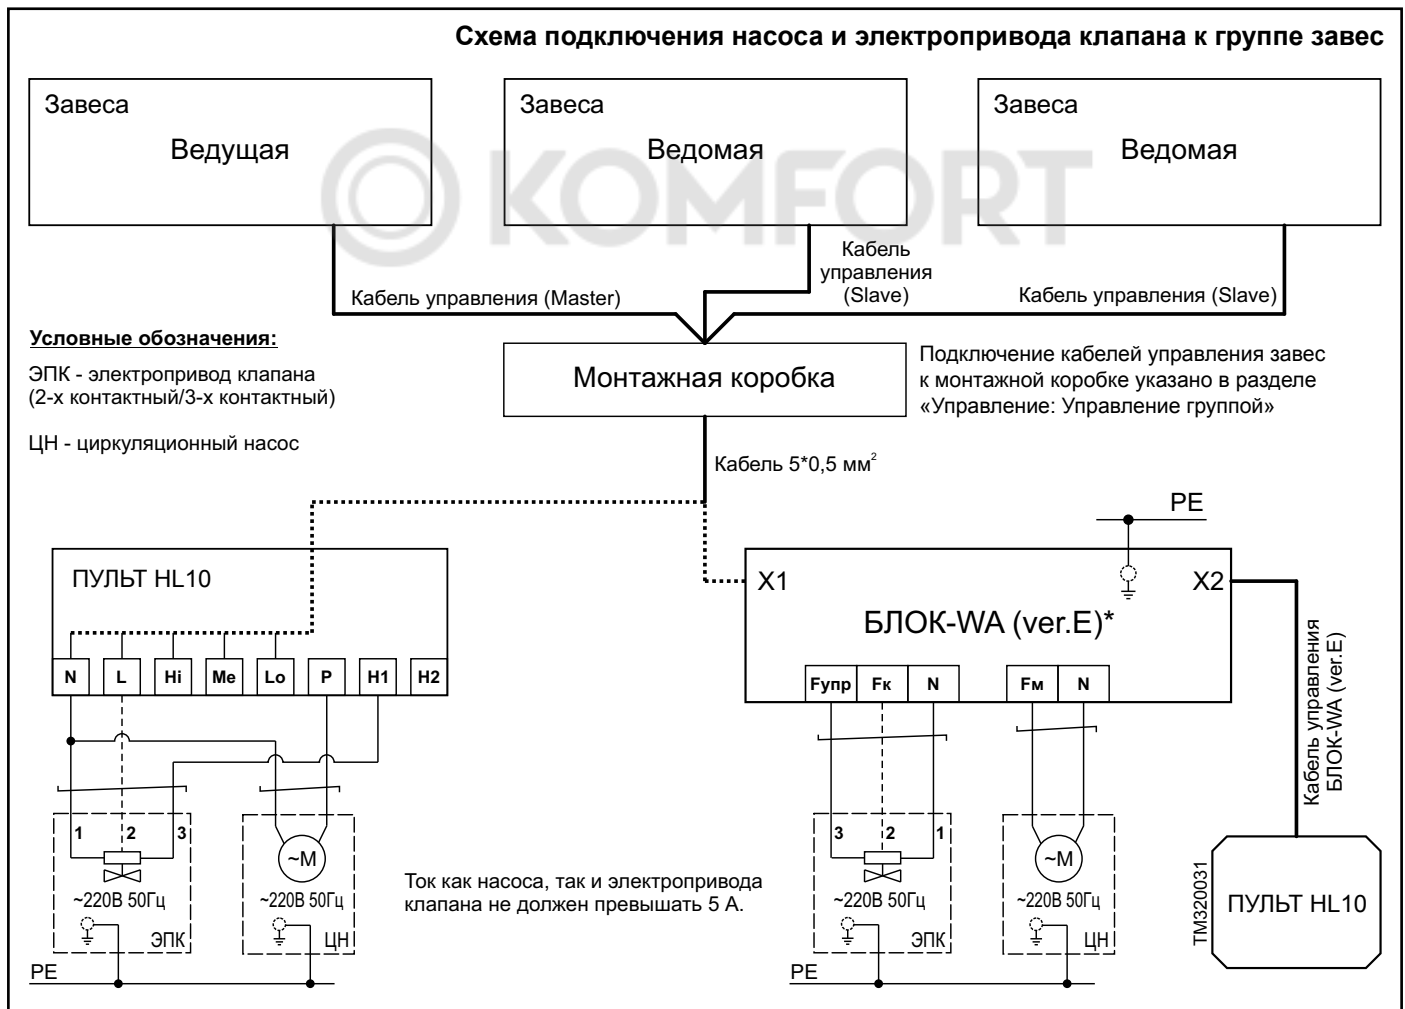 Схема подключения насоса и электропривода клапана к группе завес
Завеса
Ведущая
Завеса
Ведомая
Завеса
Ведомая
KOMFORT
Кабель управления (Master)
Кабель
управления
(Slave)
Кабель управления (Slave)
Условные обозначения:
ЭПК - электропривод клапана
(2-х контактный/3-х контактный)
ЦН - циркуляционный насос
Монтажная коробка
Подключение кабелей управления завес
к монтажной коробке указано в разделе
«Управление: Управление группой»
Кабель 5*0,5 мм²
PE
ПУЛЬТ HL10
N L Hi Me Lo P H1 H2
X1
X2
БЛОК-WA (ver.E)*
Fупр Fк N
Fм N
Кабель управления
БЛОК-WA (ver.E)
1 2 3
~220В 50Гц
ЭПК
~М
~220В 50Гц
ЦН
PE
Ток как насоса, так и электропривода
клапана не должен превышать 5 А.
3 2 1
~220В 50Гц
ЭПК
~М
~220В 50Гц
ЦН
PE
TM320031
ПУЛЬТ HL10